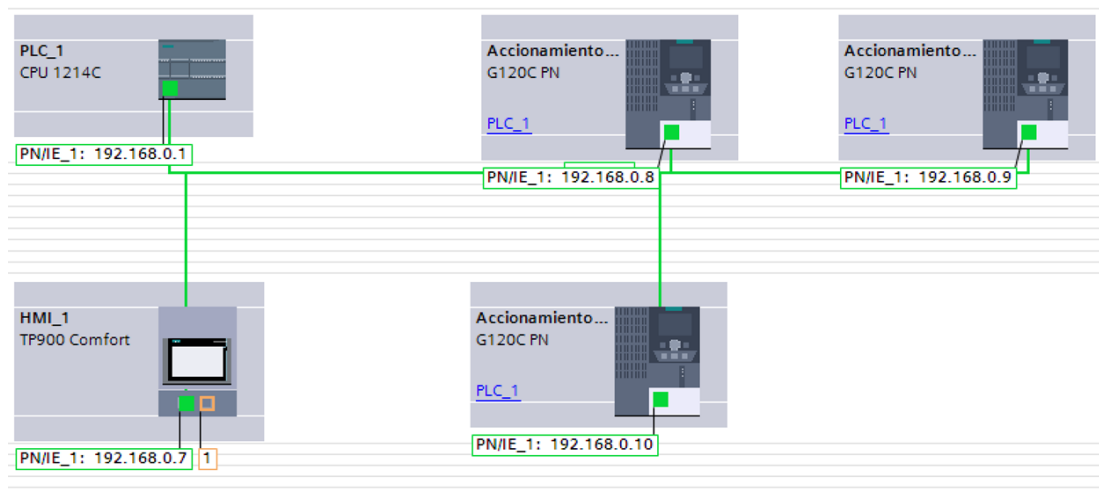 PLC_1
CPU 1214C
PN/IE_1: 192.168.0.1
Accionamiento...
G120C PN
PLC_1
PN/IE_1: 192.168.0.8
Accionamiento...
G120C PN
PLC_1
PN/IE_1: 192.168.0.9
HMI_1
TP900 Comfort
PN/IE_1: 192.168.0.7
1
Accionamiento...
G120C PN
PLC_1
PN/IE_1: 192.168.0.10